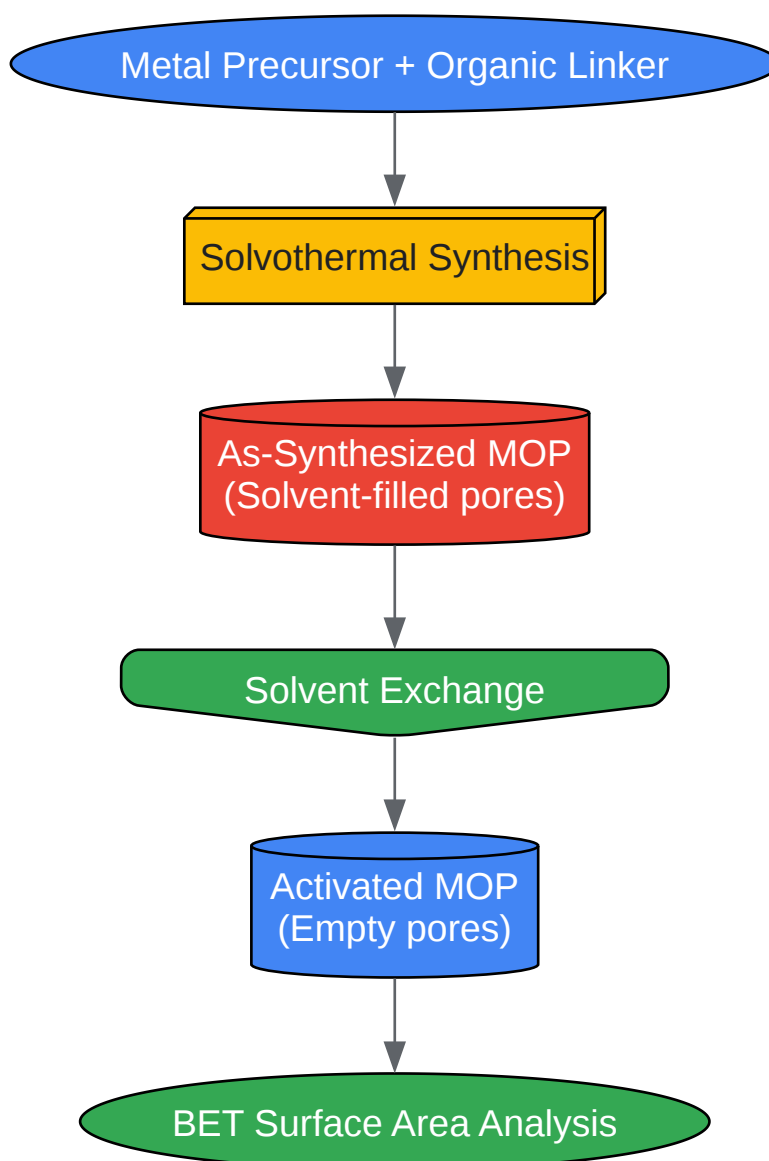 Metal Precursor + Organic Linker
Solvothermal Synthesis
As-Synthesized MOP
(Solvent-filled pores)
Solvent Exchange
Activated MOP
(Empty pores)
BET Surface Area Analysis